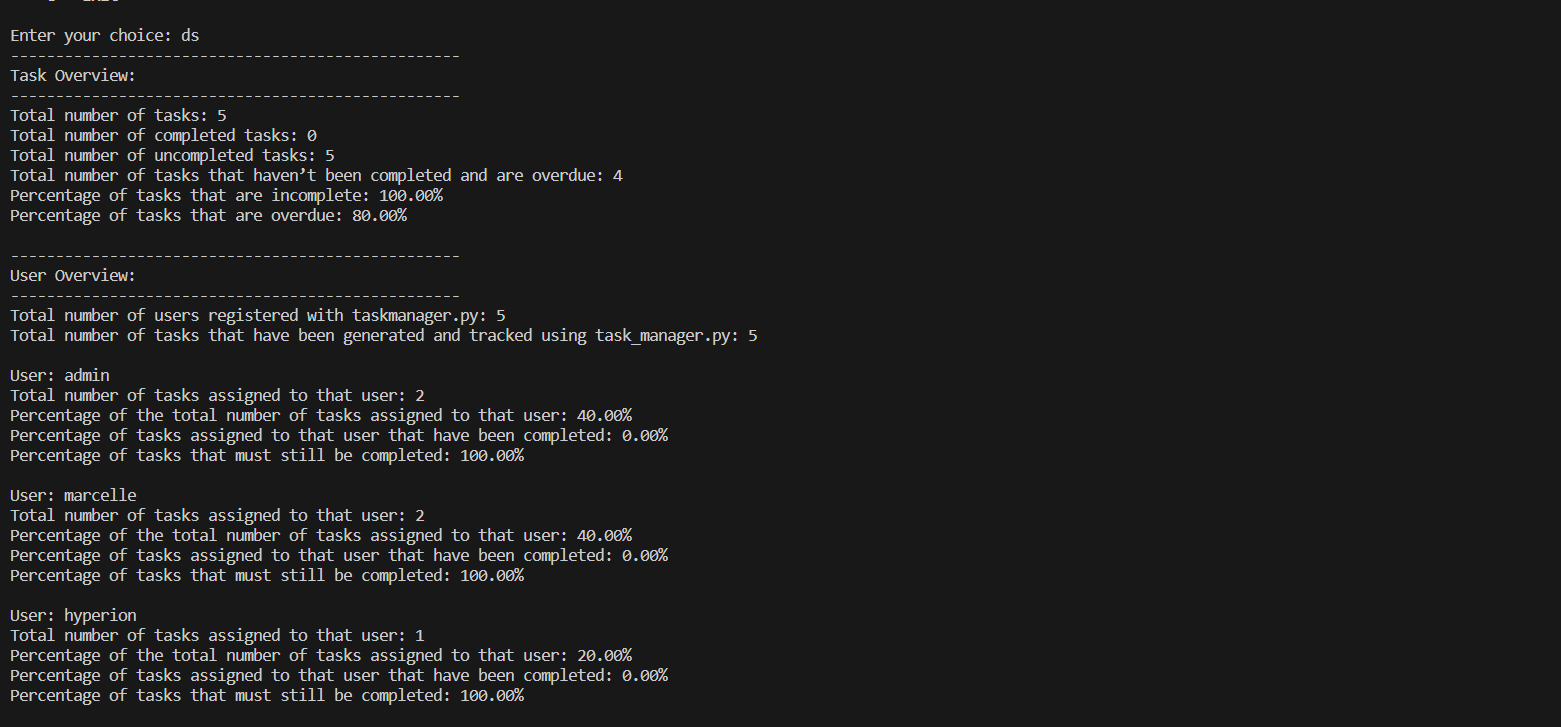 Enter your choice: ds
--------------------------------------------------
Task Overview:
--------------------------------------------------
Total number of tasks: 5
Total number of completed tasks: 0
Total number of uncompleted tasks: 5
Total number of tasks that haven’t been completed and are overdue: 4
Percentage of tasks that are incomplete: 100.00%
Percentage of tasks that are overdue: 80.00%

--------------------------------------------------
User Overview:
--------------------------------------------------
Total number of users registered with taskmanager.py: 5
Total number of tasks that have been generated and tracked using task_manager.py: 5

User: admin
Total number of tasks assigned to that user: 2
Percentage of the total number of tasks assigned to that user: 40.00%
Percentage of tasks assigned to that user that have been completed: 0.00%
Percentage of tasks that must still be completed: 100.00%

User: marcelle
Total number of tasks assigned to that user: 2
Percentage of the total number of tasks assigned to that user: 40.00%
Percentage of tasks assigned to that user that have been completed: 0.00%
Percentage of tasks that must still be completed: 100.00%

User: hyperion
Total number of tasks assigned to that user: 1
Percentage of the total number of tasks assigned to that user: 20.00%
Percentage of tasks assigned to that user that have been completed: 0.00%
Percentage of tasks that must still be completed: 100.00%